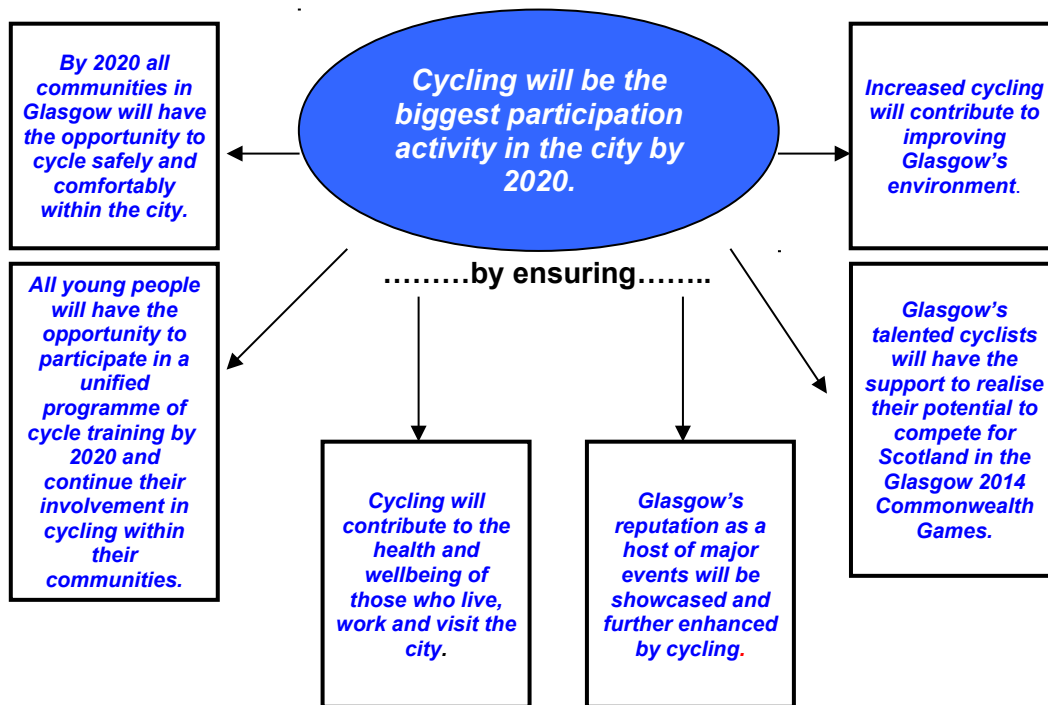 Cycling will be the
biggest participation
activity in the city by
2020.
………by ensuring……..
By 2020 all
communities in
Glasgow will have
the opportunity to
cycle safely and
comfortably
within the city.
All young people
will have the
opportunity to
participate in a
unified
programme of
cycle training by
2020 and
continue their
involvement in
cycling within
their
communities.
Cycling will
contribute to the
health and
wellbeing of
those who live,
work and visit the
city.
Glasgow’s
reputation as a
host of major
events will be
showcased and
further enhanced
by cycling.
Glasgow’s
talented cyclists
will have the
support to realise
their potential to
compete for
Scotland in the
Glasgow 2014
Commonwealth
Games.
Increased cycling
will contribute to
improving
Glasgow’s
environment.